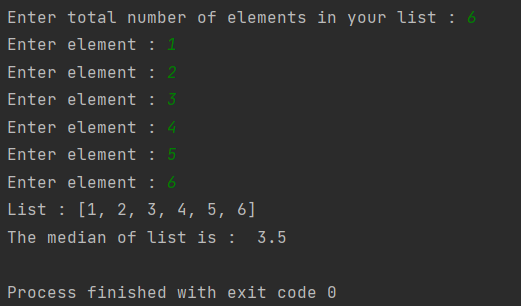 Enter total number of elements in your list : 6
Enter element : 1
Enter element : 2
Enter element : 3
Enter element : 4
Enter element : 5
Enter element : 6
List : [1, 2, 3, 4, 5, 6]
The median of list is :  3.5
Process finished with exit code 0